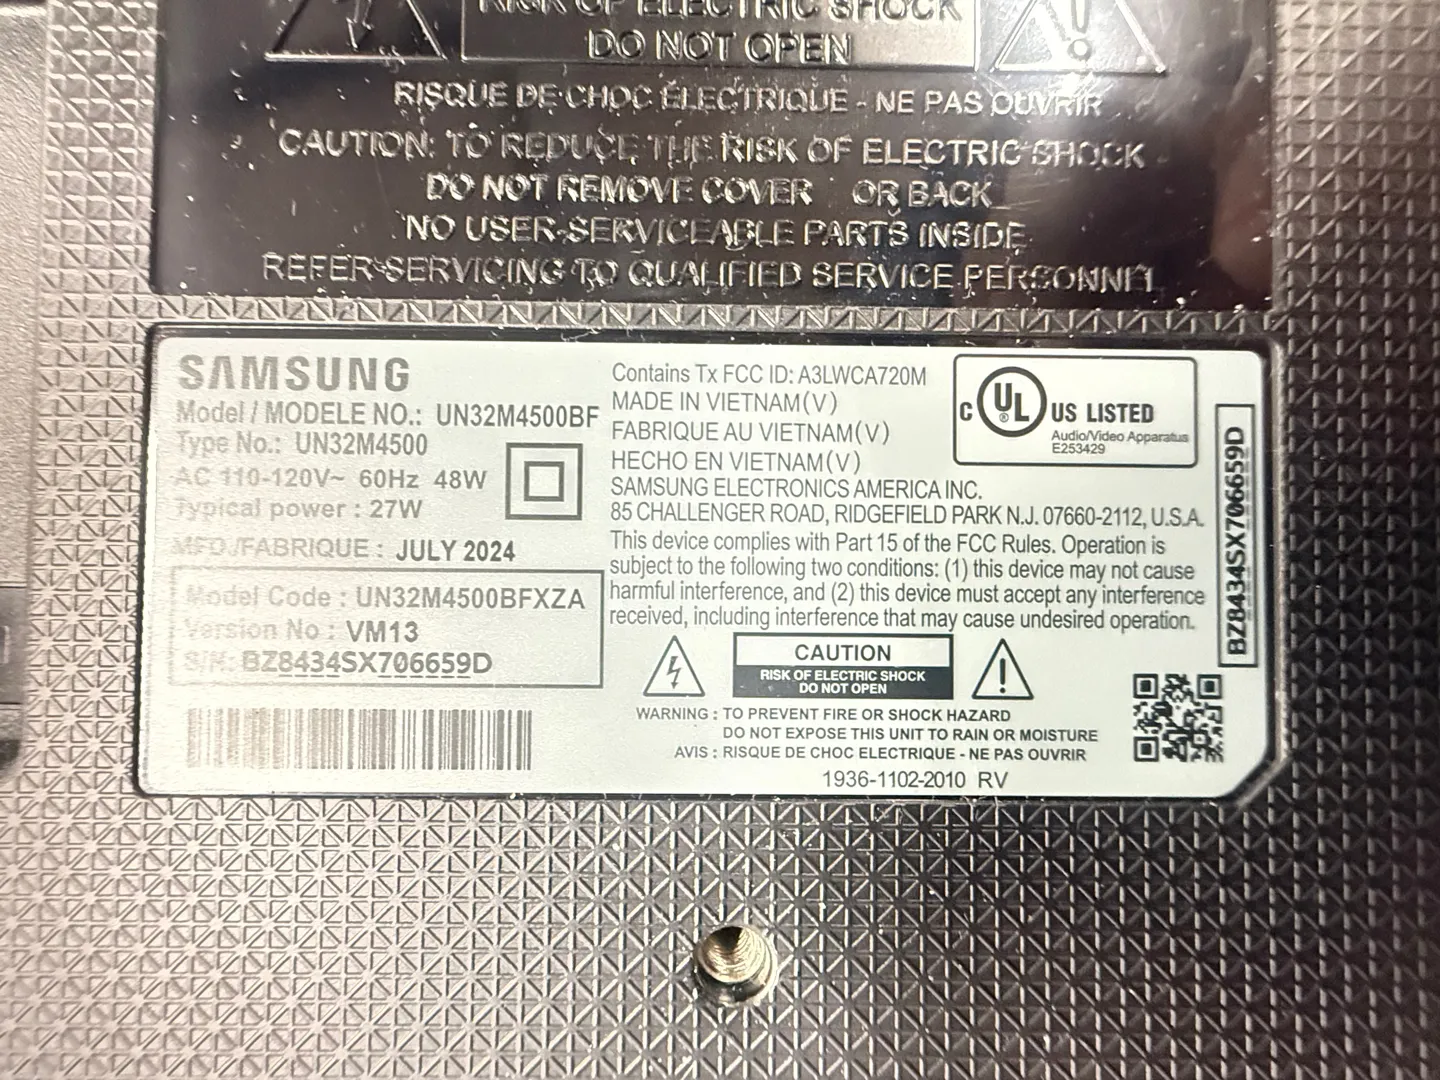 RISK OF ELECTRIC SHOCK
DO NOT OPEN
RISQUE DE CHOC ELECTRIQUE - NE PAS OUVRIR
CAUTION: TO REDUCE THE RISK OF ELECTRIC SHOCK
DO NOT REMOVE COVER OR BACK
NO USER-SERVICEABLE PARTS INSIDE
REFER SERVICING TO QUALIFIED SERVICE PERSONNEL
SAMSUNG
Model / MODELE NO.: UN32M4500BF
Type No.: UN32M4500
AC 110-120V~ 60Hz 48W
Typical power : 27W
MFD./FABRIQUE : JULY 2024
Model Code : UN32M4500BFXZA
Version No : VM13
S/N: BZ8434SX706659D
Contains Tx FCC ID: A3LWCA720M
MADE IN VIETNAM(V)
FABRIQUE AU VIETNAM(V)
HECHO EN VIETNAM(V)
SAMSUNG ELECTRONICS AMERICA INC.
85 CHALLENGER ROAD, RIDGEFIELD PARK N.J. 07660-2112, U.S.A.
This device complies with Part 15 of the FCC Rules. Operation is
subject to the following two conditions: (1) this device may not cause
harmful interference, and (2) this device must accept any interference
received, including interference that may cause undesired operation.
C UL ® US LISTED
Audio/Video Apparatus
E253429
BZ8434SX706659D
CAUTION
RISK OF ELECTRIC SHOCK
DO NOT OPEN
WARNING : TO PREVENT FIRE OR SHOCK HAZARD
DO NOT EXPOSE THIS UNIT TO RAIN OR MOISTURE
AVIS : RISQUE DE CHOC ELECTRIQUE - NE PAS OUVRIR
1936-1102-2010 RV